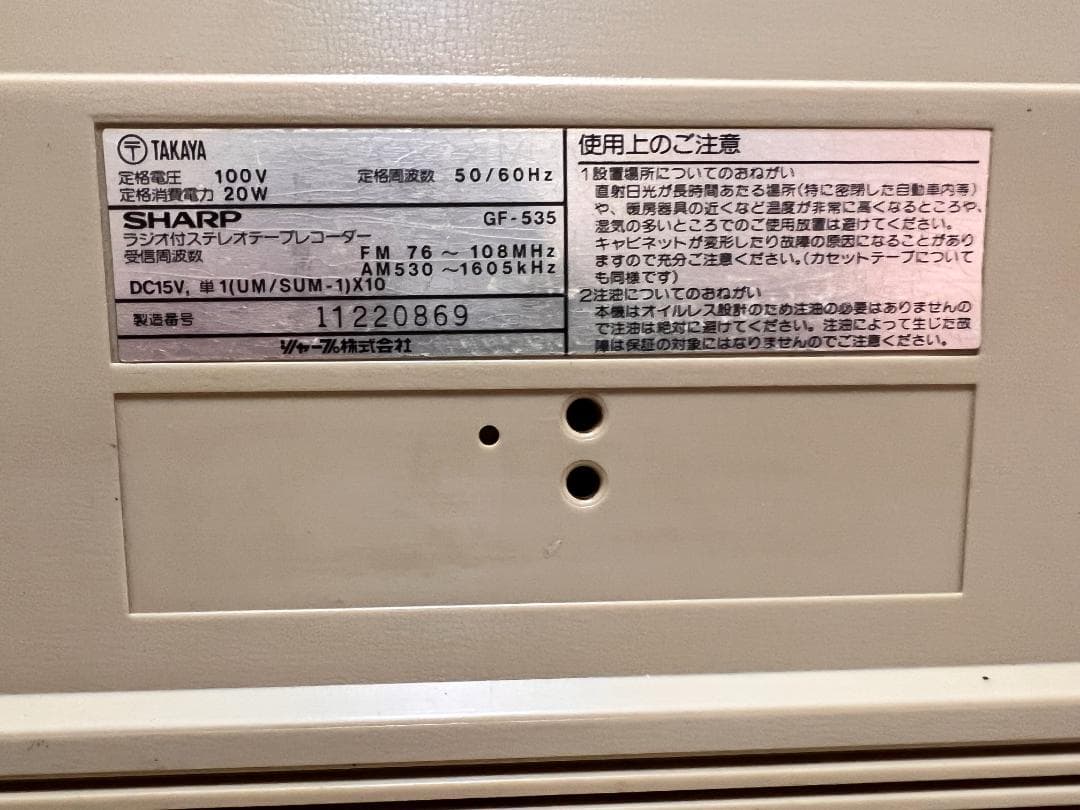 〒 TAKAYA
定格電圧 100V 定格周波数 50/60Hz
定格消費電力 20W
SHARP GF-535
ラジオ付ステレオテープレコーダー
受信周波数 FM 76 ~ 108MHz
AM530 ~1605kHz
DC15V, 単1(UM/SUM-1)X10
製造番号 11220869
シャープ株式会社
使用上のご注意
1設置場所についてのおねがい
直射日光が長時間あたる場所(特に密閉した自動車内等)
や、暖房器具の近くなど温度が非常に高くなるところや、
湿気の多いところでのご使用放置は避けてください。
キャビネットが変形したり故障の原因になることがあり
ますので充分ご注意ください。(カセットテープについて
も同様です)
2注油についてのおねがい
本機はオイルレス設計のため注油の必要はありませんの
で注油は絶対に避けてください。注油によって生じた故
障は保証の対象にはなりませんのでご注意ください。